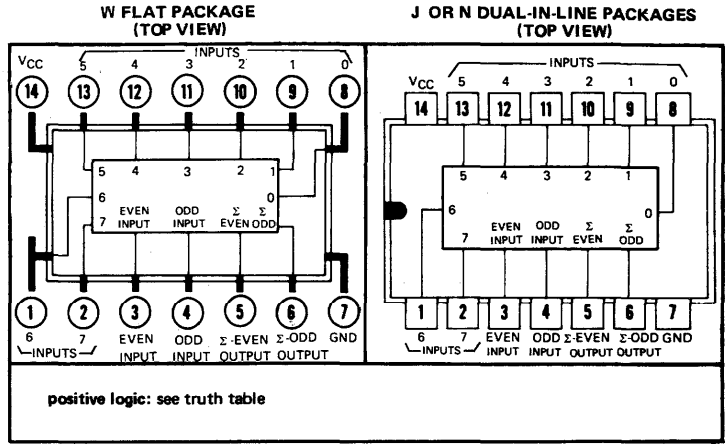 W FLAT PACKAGE
(TOP VIEW)
INPUTS
VCC 5 4 3 2 1 0
14 13 12 11 10 9 8
5 4 3 2 1
6 0
7 EVEN INPUT ODD INPUT Σ EVEN Σ ODD
1 2 3 4 5 6 7
6 7 EVEN ODD Σ-EVEN Σ-ODD GND
INPUTS INPUT INPUT OUTPUT OUTPUT
J OR N DUAL-IN-LINE PACKAGES
(TOP VIEW)
INPUTS
VCC 5 4 3 2 1 0
14 13 12 11 10 9 8
5 4 3 2 1
6 0
EVEN ODD Σ Σ
7 INPUT INPUT EVEN ODD
1 2 3 4 5 6 7
6 7 EVEN ODD Σ-EVEN Σ-ODD GND
INPUTS INPUT INPUT OUTPUT OUTPUT
positive logic: see truth table